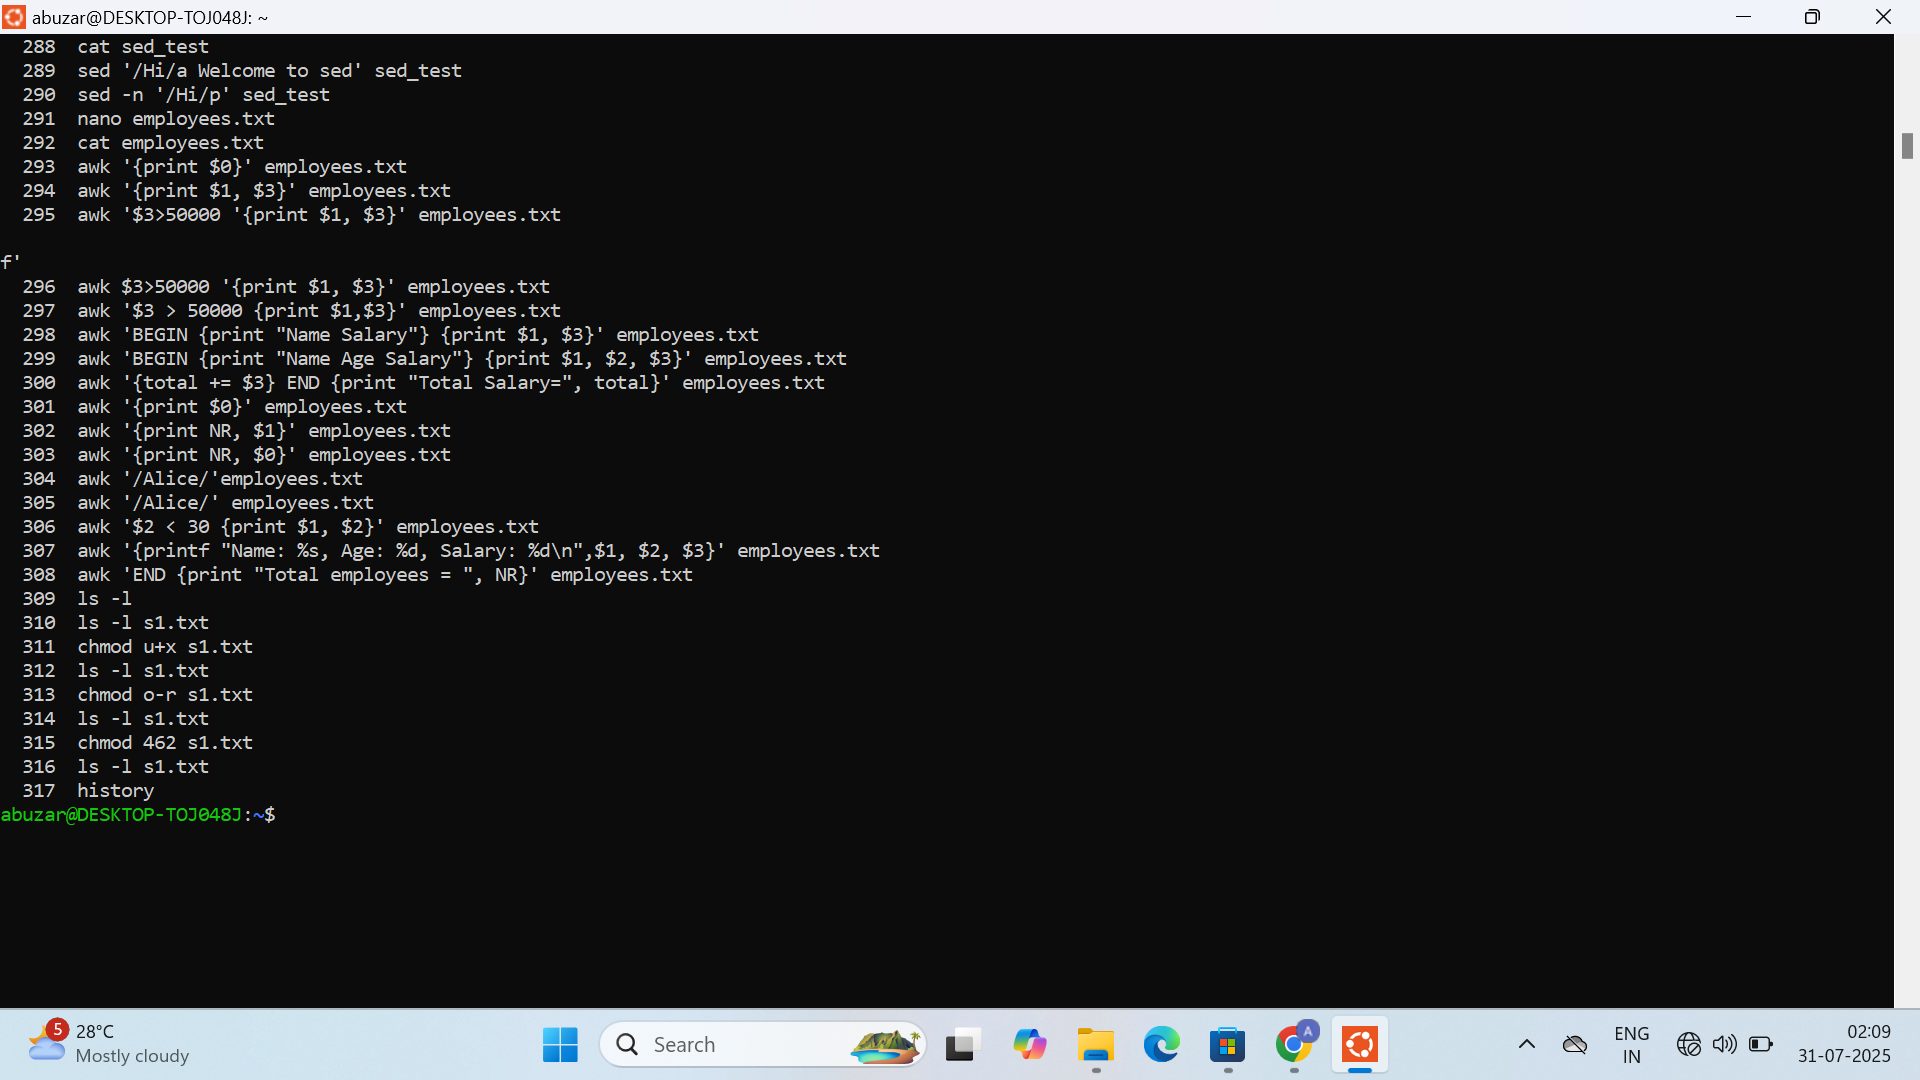 abuzar@DESKTOP-TOJ048J: ~
288  cat sed_test
289  sed '/Hi/a Welcome to sed' sed_test
290  sed -n '/Hi/p' sed_test
291  nano employees.txt
292  cat employees.txt
293  awk '{print $0}' employees.txt
294  awk '{print $1, $3}' employees.txt
295  awk '$3>50000 '{print $1, $3}' employees.txt
f'
296  awk $3>50000 '{print $1, $3}' employees.txt
297  awk '$3 > 50000 {print $1,$3}' employees.txt
298  awk 'BEGIN {print "Name Salary"} {print $1, $3}' employees.txt
299  awk 'BEGIN {print "Name Age Salary"} {print $1, $2, $3}' employees.txt
300  awk '{total += $3} END {print "Total Salary=", total}' employees.txt
301  awk '{print $0}' employees.txt
302  awk '{print NR, $1}' employees.txt
303  awk '{print NR, $0}' employees.txt
304  awk '/Alice/'employees.txt
305  awk '/Alice/' employees.txt
306  awk '$2 < 30 {print $1, $2}' employees.txt
307  awk '{printf "Name: %s, Age: %d, Salary: %d\n",$1, $2, $3}' employees.txt
308  awk 'END {print "Total employees = ", NR}' employees.txt
309  ls -l
310  ls -l s1.txt
311  chmod u+x s1.txt
312  ls -l s1.txt
313  chmod o-r s1.txt
314  ls -l s1.txt
315  chmod 462 s1.txt
316  ls -l s1.txt
317  history
abuzar@DESKTOP-TOJ048J:~$
5
28°C
Mostly cloudy
Search
A
ENG
IN
02:09
31-07-2025